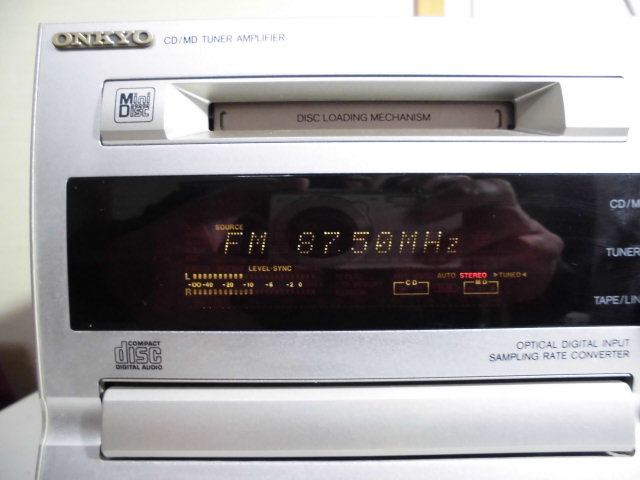 ONKYO CD/MD TUNER AMPLIFIER
Mini Disc
DISC LOADING MECHANISM
CD/M
SOURCE
FM 87.50MHz
TUNER
LEVEL-SYNC
AUTO STEREO ▷TUNED◁
L
-∞ -40 -20 -10 -6 -2 0
CD MD
R
TAPE/LIN
COMPACT
disc
DIGITAL AUDIO
OPTICAL DIGITAL INPUT
SAMPLING RATE CONVERTER